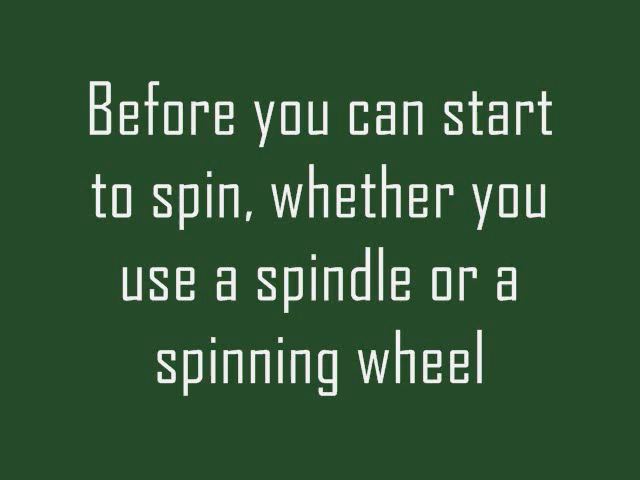 Before you can start
to spin, whether you
use a spindle or a
spinning wheel